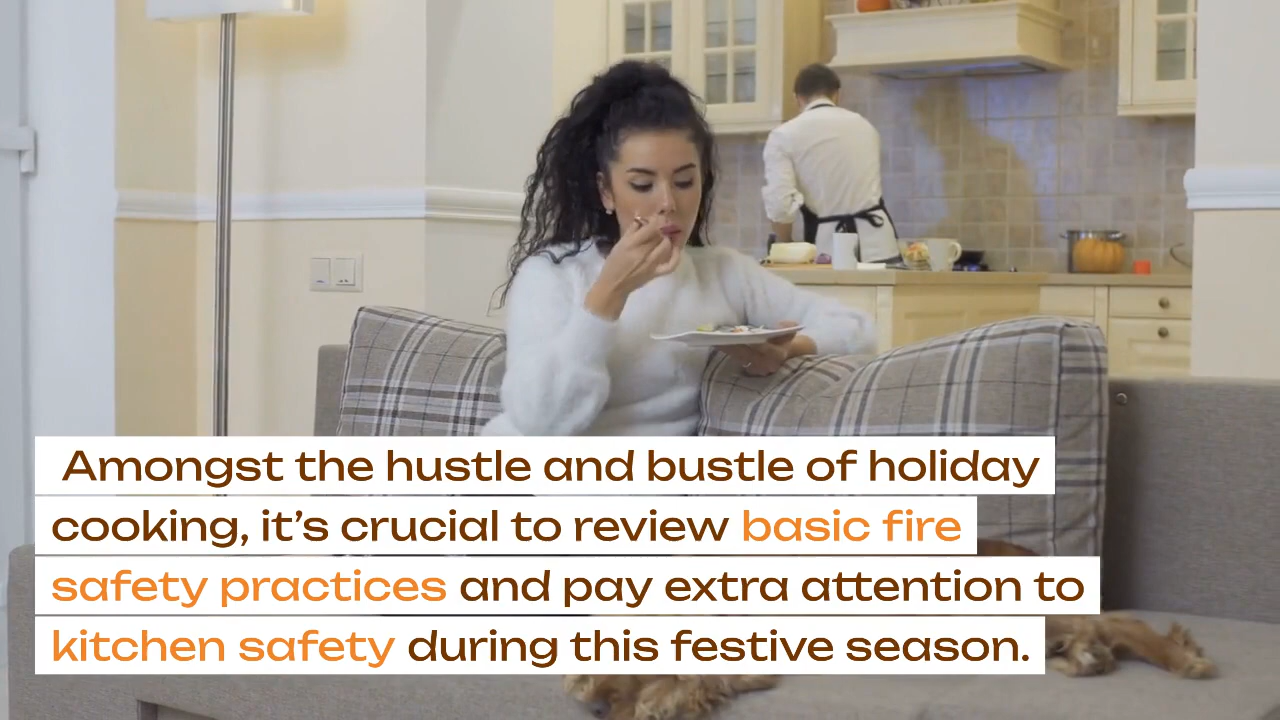 Amongst the hustle and bustle of holiday
cooking, it’s crucial to review basic fire
safety practices and pay extra attention to
kitchen safety during this festive season.